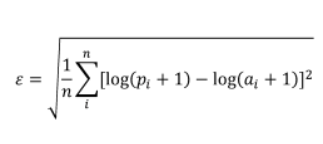 ε = √(1/n ∑ᵢⁿ [log(pᵢ + 1) − log(aᵢ + 1)]²)